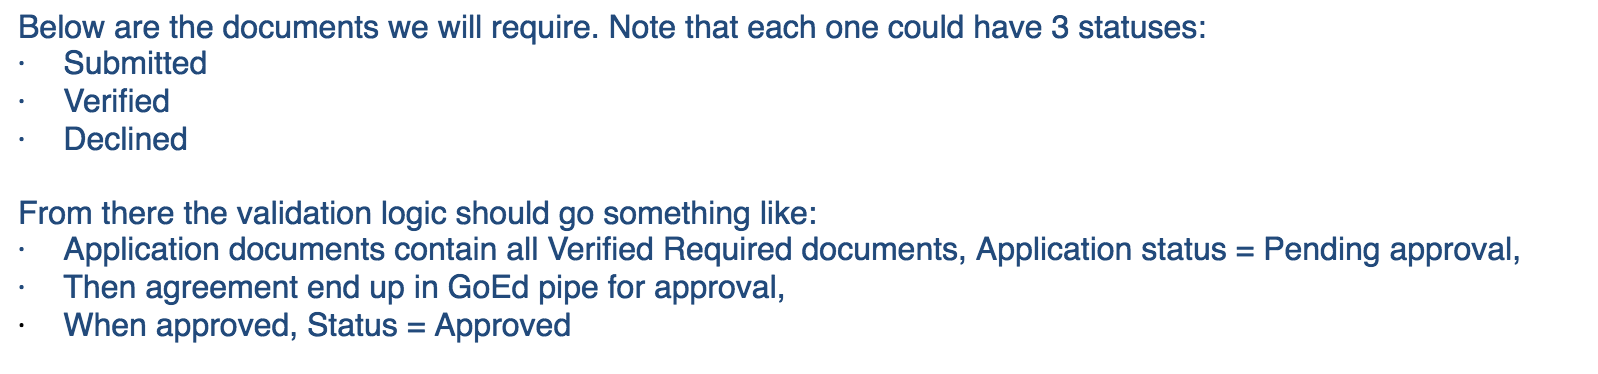 Below are the documents we will require. Note that each one could have 3 statuses:
· Submitted
· Verified
· Declined
From there the validation logic should go something like:
· Application documents contain all Verified Required documents, Application status = Pending approval,
· Then agreement end up in GoEd pipe for approval,
· When approved, Status = Approved